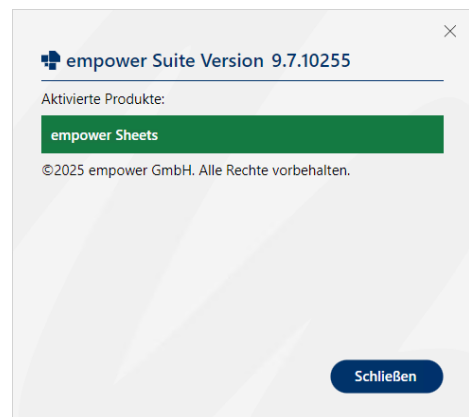 empower Suite Version 9.7.10255
Aktivierte Produkte:
empower Sheets
©2025 empower GmbH. Alle Rechte vorbehalten.
Schließen